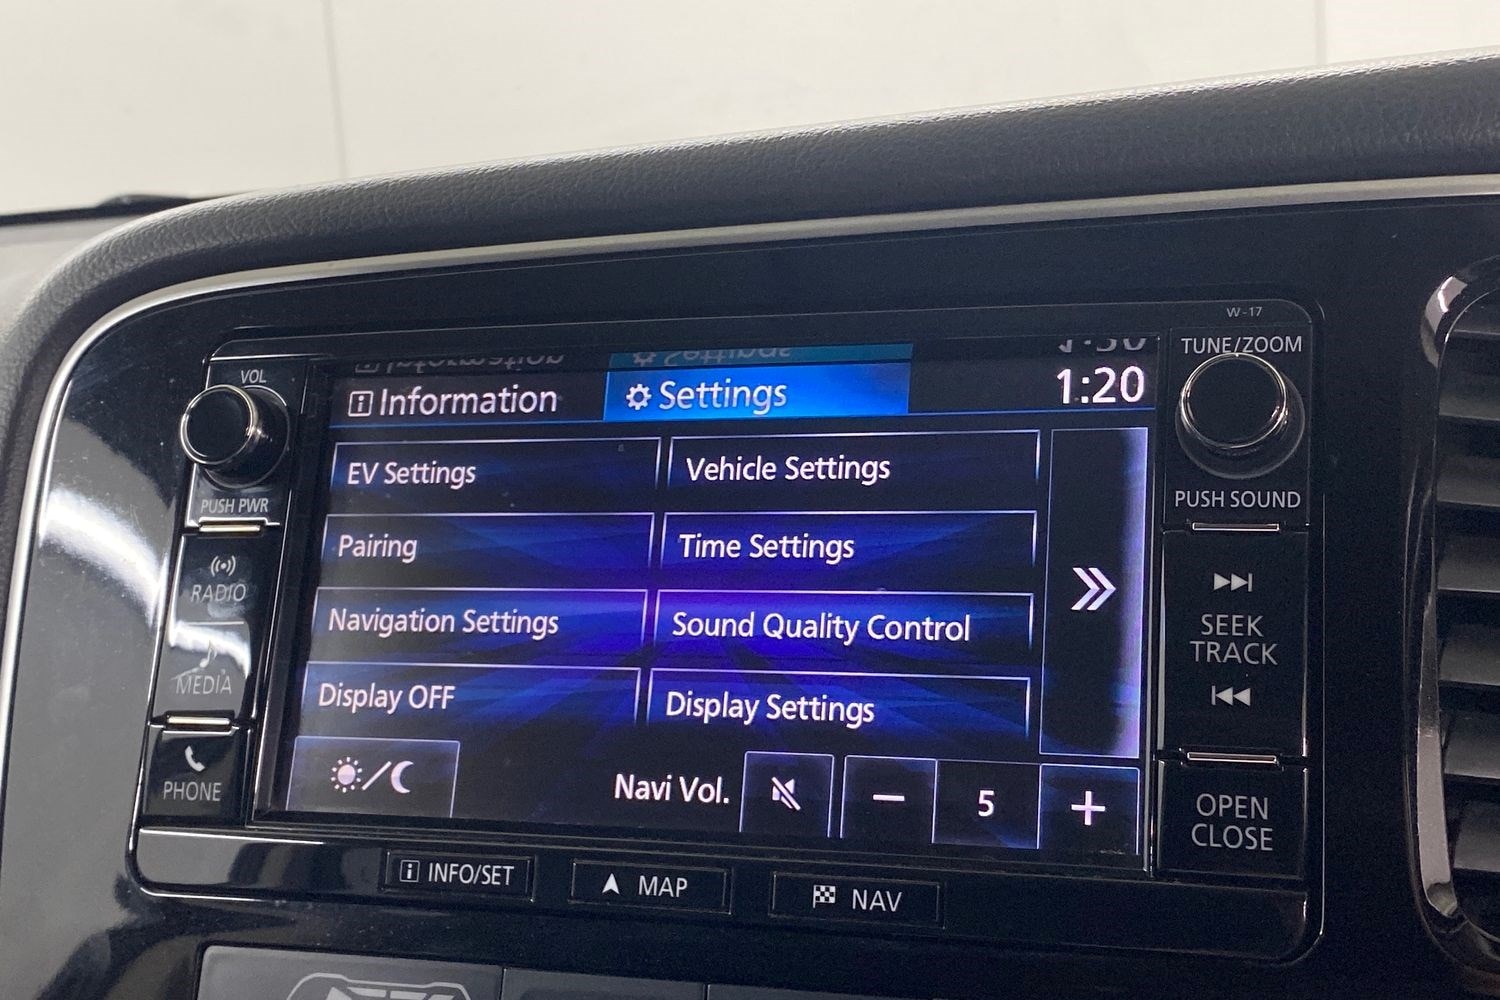 W-17
VOL
TUNE/ZOOM
Information
Settings
1:20
PUSH PWR
PUSH SOUND
EV Settings
Vehicle Settings
Pairing
Time Settings
RADIO
Navigation Settings
Sound Quality Control
SEEK
TRACK
MEDIA
Display OFF
Display Settings
PHONE
Navi Vol.
5
OPEN
CLOSE
INFO/SET
MAP
NAV